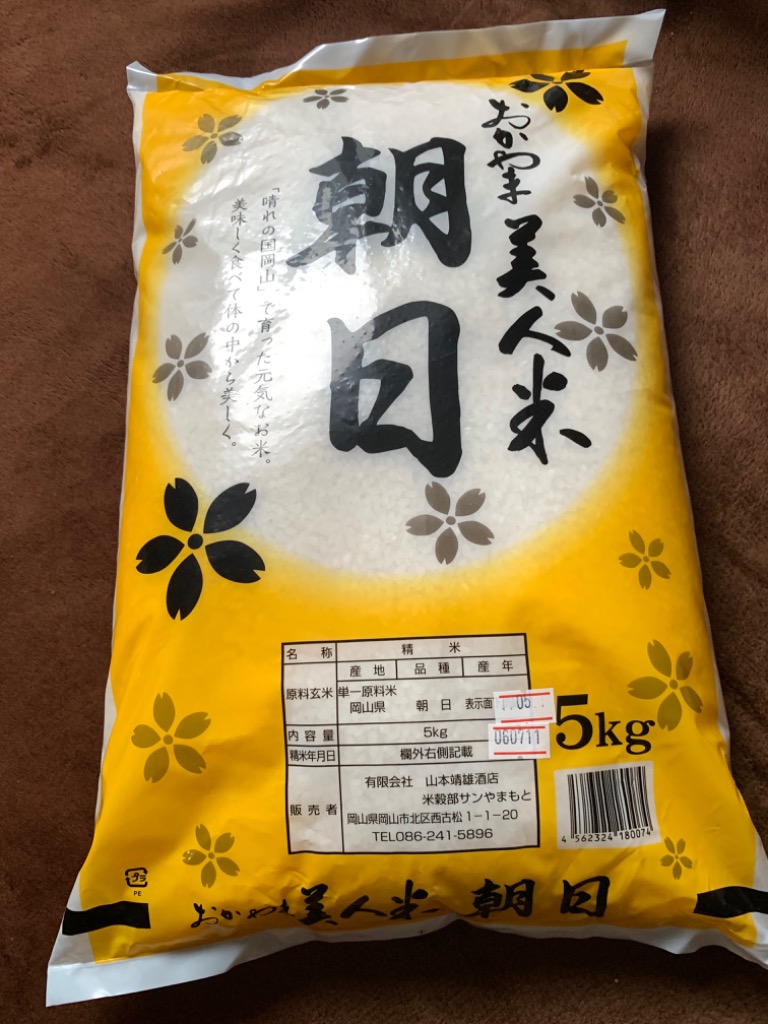 おかやま美人米
朝日
「晴れの国岡山」で育った元気なお米。
美味しく食べて体の中から美しく。
名称 精米
産地 品種 産年
原料玄米 単一原料米
岡山県 朝日 表示面
05
内容量 5kg
060711
精米年月日 欄外右側記載
販売者 有限会社 山本靖雄酒店
米穀部サンやまもと
岡山県岡山市北区西古松1-1-20
TEL086-241-5896
5kg
4 562324 180074
プラ
PE
おかやま美人米 朝日